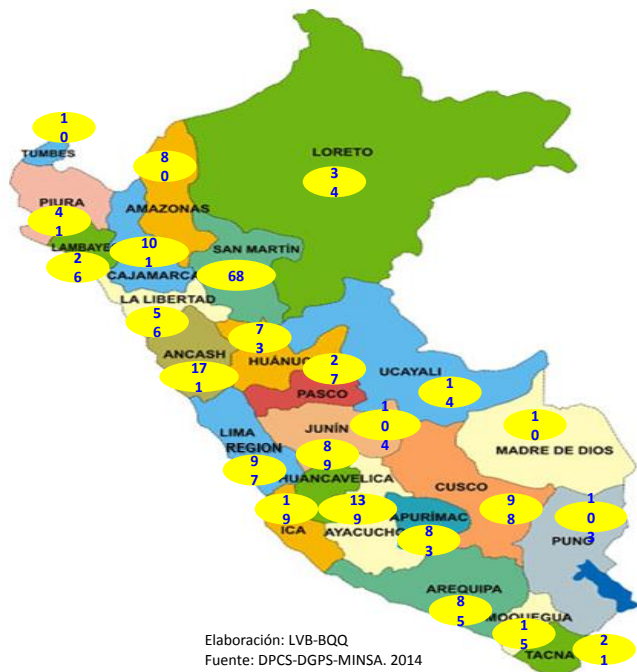 1
0
TUMBES
8
0
LORETO
3
4
PIURA
AMAZONAS
4
1
LAMBAYE
10
1
SAN MARTÍN
2
6
CAJAMARCA
68
LA LIBERTAD
5
6
7
3
ANCASH
HUÁNUC
17
1
2
7
UCAYALI
PASCO
1
4
1
0
4
1
0
LIMA
REGION
JUNÍN
MADRE DE DIOS
8
9
9
7
HUANCAVELICA
CUSCO
1
9
13
9
APURÍMAC
9
8
1
0
3
ICA
AYACUCHO
8
3
PUNO
AREQUIPA
8
5
MOQUEGUA
1
5
TACNA
2
1
Elaboración: LVB-BQQ
Fuente: DPCS-DGPS-MINSA. 2014